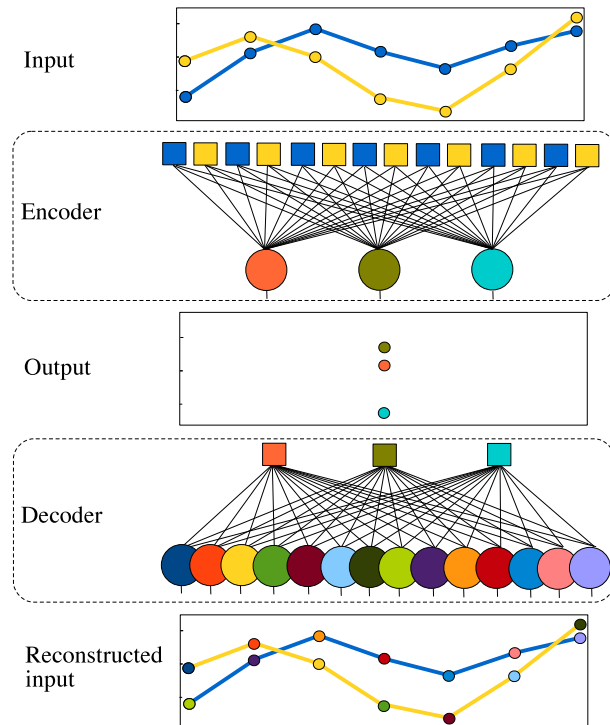 Input
Encoder
Output
Decoder
Reconstructed
input